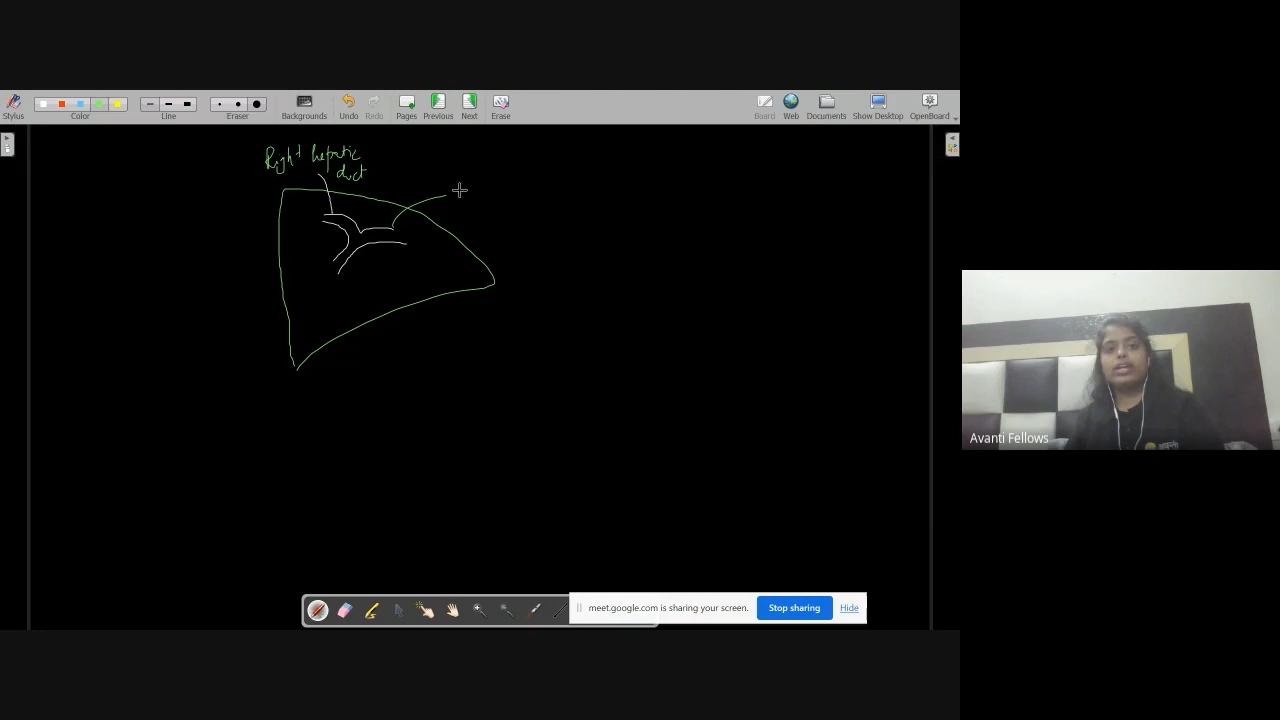 Stylus
Color
Line
Eraser
Backgrounds
Undo
Redo
Pages
Previous
Next
Erase
Board
Web
Documents
Show Desktop
OpenBoard
Right hepatic
duct
Avanti Fellows
meet.google.com is sharing your screen.
Stop sharing
Hide